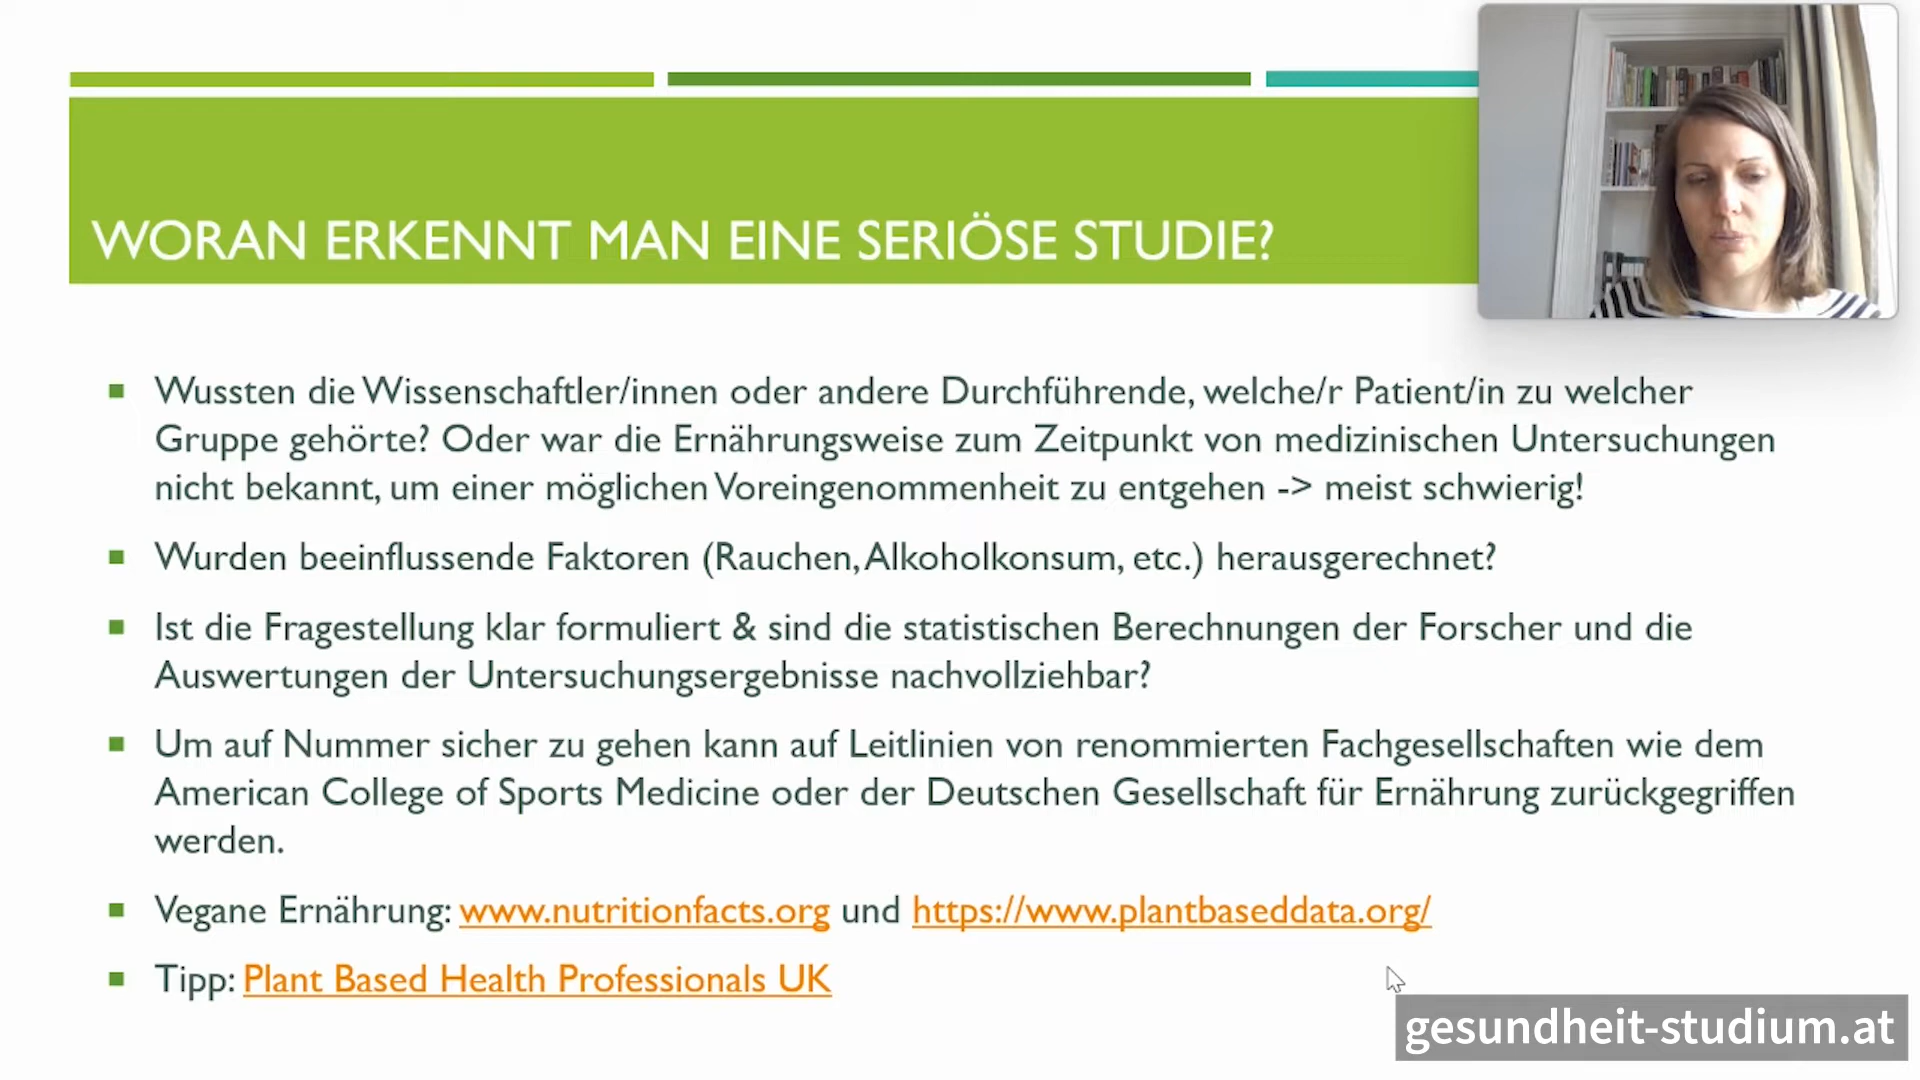 WORAN ERKENNT MAN EINE SERIÖSE STUDIE?
Wussten die Wissenschaftler/innen oder andere Durchführende, welche/r Patient/in zu welcher
Gruppe gehörte? Oder war die Ernährungsweise zum Zeitpunkt von medizinischen Untersuchungen
nicht bekannt, um einer möglichen Voreingenommenheit zu entgehen -> meist schwierig!
Wurden beeinflussende Faktoren (Rauchen, Alkoholkonsum, etc.) herausgerechnet?
Ist die Fragestellung klar formuliert & sind die statistischen Berechnungen der Forscher und die
Auswertungen der Untersuchungsergebnisse nachvollziehbar?
Um auf Nummer sicher zu gehen kann auf Leitlinien von renommierten Fachgesellschaften wie dem
American College of Sports Medicine oder der Deutschen Gesellschaft für Ernährung zurückgegriffen
werden.
Vegane Ernährung: www.nutritionfacts.org und https://www.plantbaseddata.org/
Tipp: Plant Based Health Professionals UK
gesundheit-studium.at